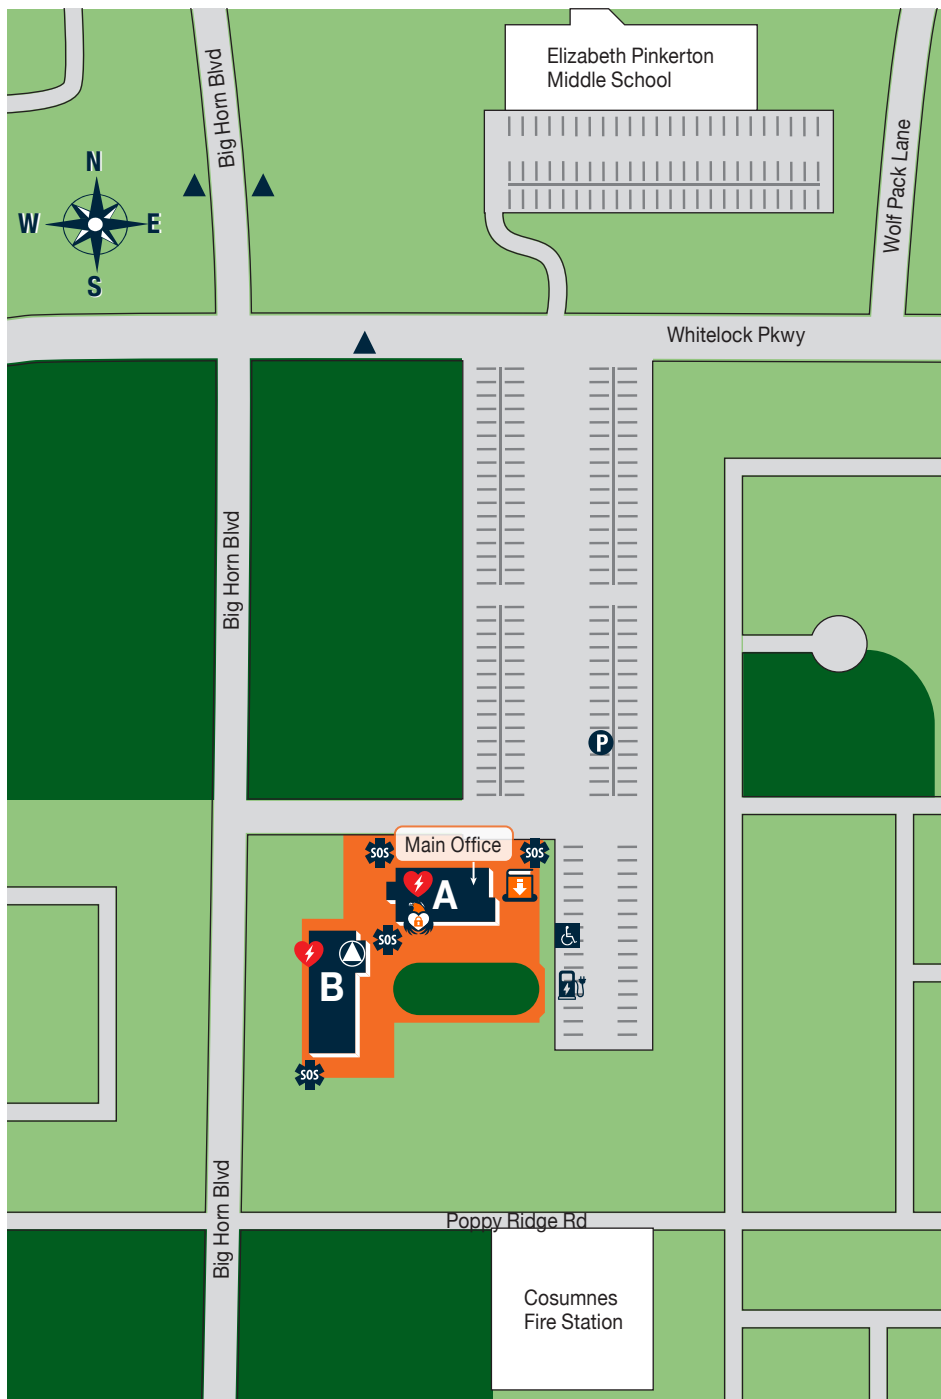 Elizabeth Pinkerton
Middle School
Big Horn Blvd
Wolf Pack Lane
N
W
E
S
Whitelock Pkwy
Big Horn Blvd
P
Main Office
SOS
SOS
A
SOS
B
SOS
Big Horn Blvd
Poppy Ridge Rd
Cosumnes
Fire Station